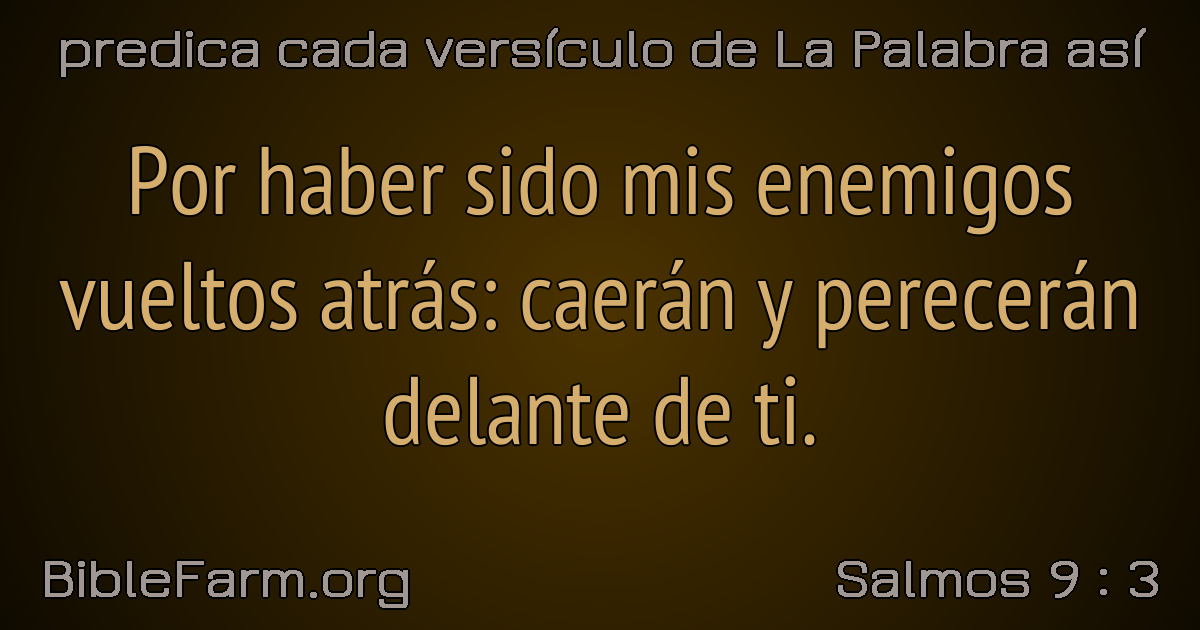 predica cada versículo de La Palabra así
Por haber sido mis enemigos
vueltos atrás: caerán y perecerán
delante de ti.
BibleFarm.org
Salmos 9 : 3